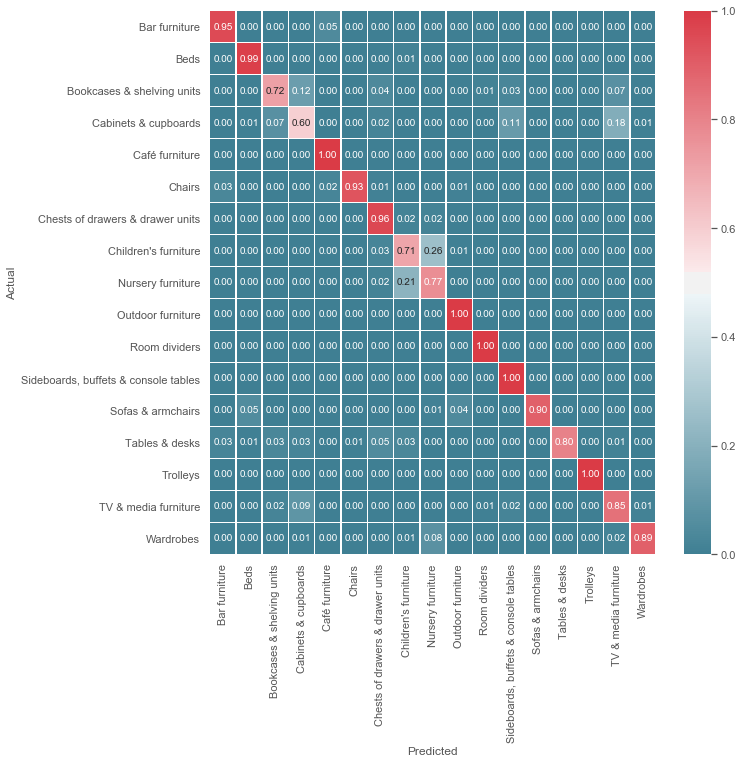 Bar furniture 0.95 0.00 0.00 0.00 0.05 0.00 0.00 0.00 0.00 0.00 0.00 0.00 0.00 0.00 0.00 0.00 0.00 1.0
Beds 0.00 0.99 0.00 0.00 0.00 0.00 0.00 0.01 0.00 0.00 0.00 0.00 0.00 0.00 0.00 0.00 0.00
Bookcases & shelving units 0.00 0.00 0.72 0.12 0.00 0.00 0.04 0.00 0.00 0.00 0.01 0.03 0.00 0.00 0.00 0.07 0.00
Cabinets & cupboards 0.00 0.01 0.07 0.60 0.00 0.00 0.02 0.00 0.00 0.00 0.00 0.11 0.00 0.00 0.00 0.18 0.01 0.8
Café furniture 0.00 0.00 0.00 0.00 1.00 0.00 0.00 0.00 0.00 0.00 0.00 0.00 0.00 0.00 0.00 0.00 0.00
Chairs 0.03 0.00 0.00 0.00 0.02 0.93 0.01 0.00 0.00 0.01 0.00 0.00 0.00 0.00 0.00 0.00 0.00
Chests of drawers & drawer units 0.00 0.00 0.00 0.00 0.00 0.00 0.96 0.02 0.02 0.00 0.00 0.00 0.00 0.00 0.00 0.00 0.00 0.6
Children's furniture 0.00 0.00 0.00 0.00 0.00 0.00 0.03 0.71 0.26 0.01 0.00 0.00 0.00 0.00 0.00 0.00 0.00
Actual
Nursery furniture 0.00 0.00 0.00 0.00 0.00 0.00 0.02 0.21 0.77 0.00 0.00 0.00 0.00 0.00 0.00 0.00 0.00
Outdoor furniture 0.00 0.00 0.00 0.00 0.00 0.00 0.00 0.00 0.00 1.00 0.00 0.00 0.00 0.00 0.00 0.00 0.00
Room dividers 0.00 0.00 0.00 0.00 0.00 0.00 0.00 0.00 0.00 0.00 1.00 0.00 0.00 0.00 0.00 0.00 0.00 0.4
Sideboards, buffets & console tables 0.00 0.00 0.00 0.00 0.00 0.00 0.00 0.00 0.00 0.00 0.00 1.00 0.00 0.00 0.00 0.00 0.00
Sofas & armchairs 0.00 0.05 0.00 0.00 0.00 0.00 0.00 0.00 0.01 0.04 0.00 0.00 0.90 0.00 0.00 0.00 0.00
Tables & desks 0.03 0.01 0.03 0.03 0.00 0.01 0.05 0.03 0.00 0.00 0.00 0.00 0.00 0.80 0.00 0.01 0.00 0.2
Trolleys 0.00 0.00 0.00 0.00 0.00 0.00 0.00 0.00 0.00 0.00 0.00 0.00 0.00 0.00 1.00 0.00 0.00
TV & media furniture 0.00 0.00 0.02 0.09 0.00 0.00 0.00 0.00 0.00 0.00 0.01 0.02 0.00 0.00 0.00 0.85 0.01
Wardrobes 0.00 0.00 0.00 0.01 0.00 0.00 0.00 0.01 0.08 0.00 0.00 0.00 0.00 0.00 0.00 0.02 0.89 0.0
Bar furniture
Beds
Bookcases & shelving units
Cabinets & cupboards
Café furniture
Chairs
Chests of drawers & drawer units
Children's furniture
Nursery furniture
Outdoor furniture
Room dividers
Sideboards, buffets & console tables
Sofas & armchairs
Tables & desks
Trolleys
TV & media furniture
Wardrobes
Predicted